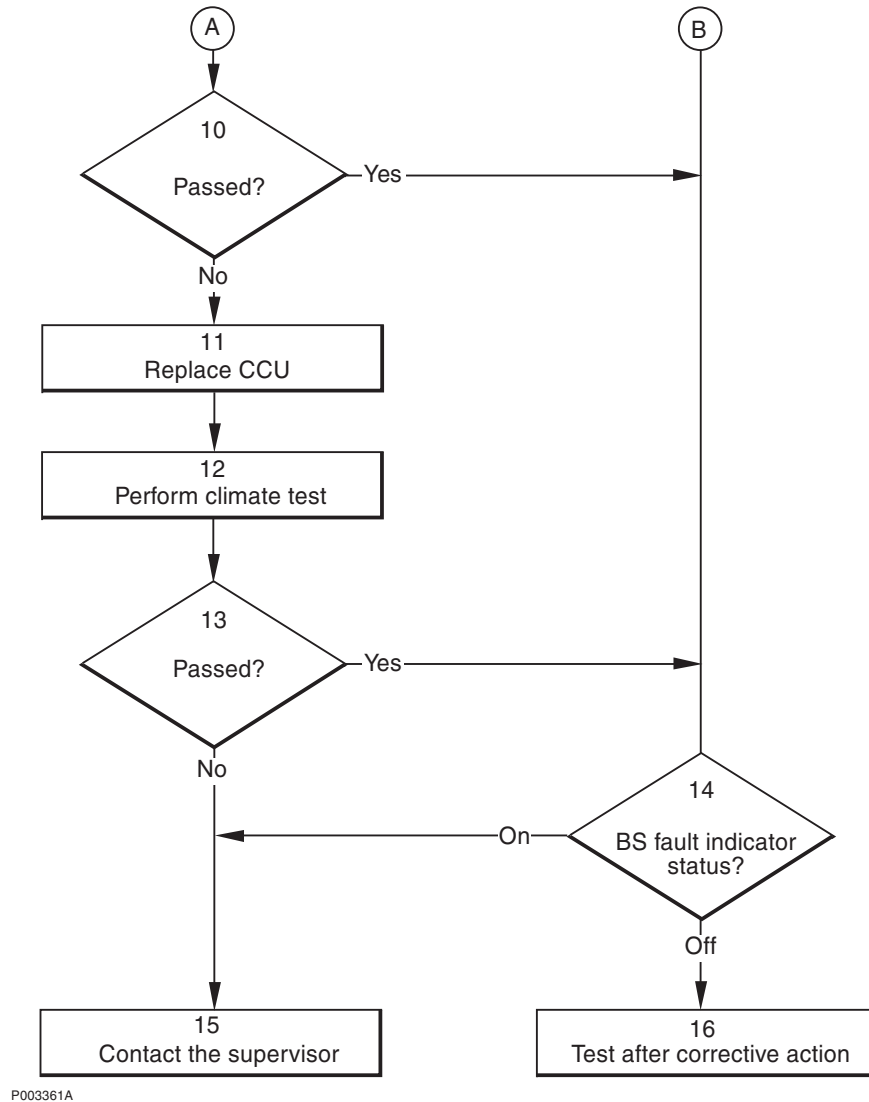 A
B
10
Passed?
Yes
No
11
Replace CCU
12
Perform climate test
13
Passed?
Yes
No
14
BS fault indicator
status?
On
Off
15
Contact the supervisor
16
Test after corrective action
P003361A